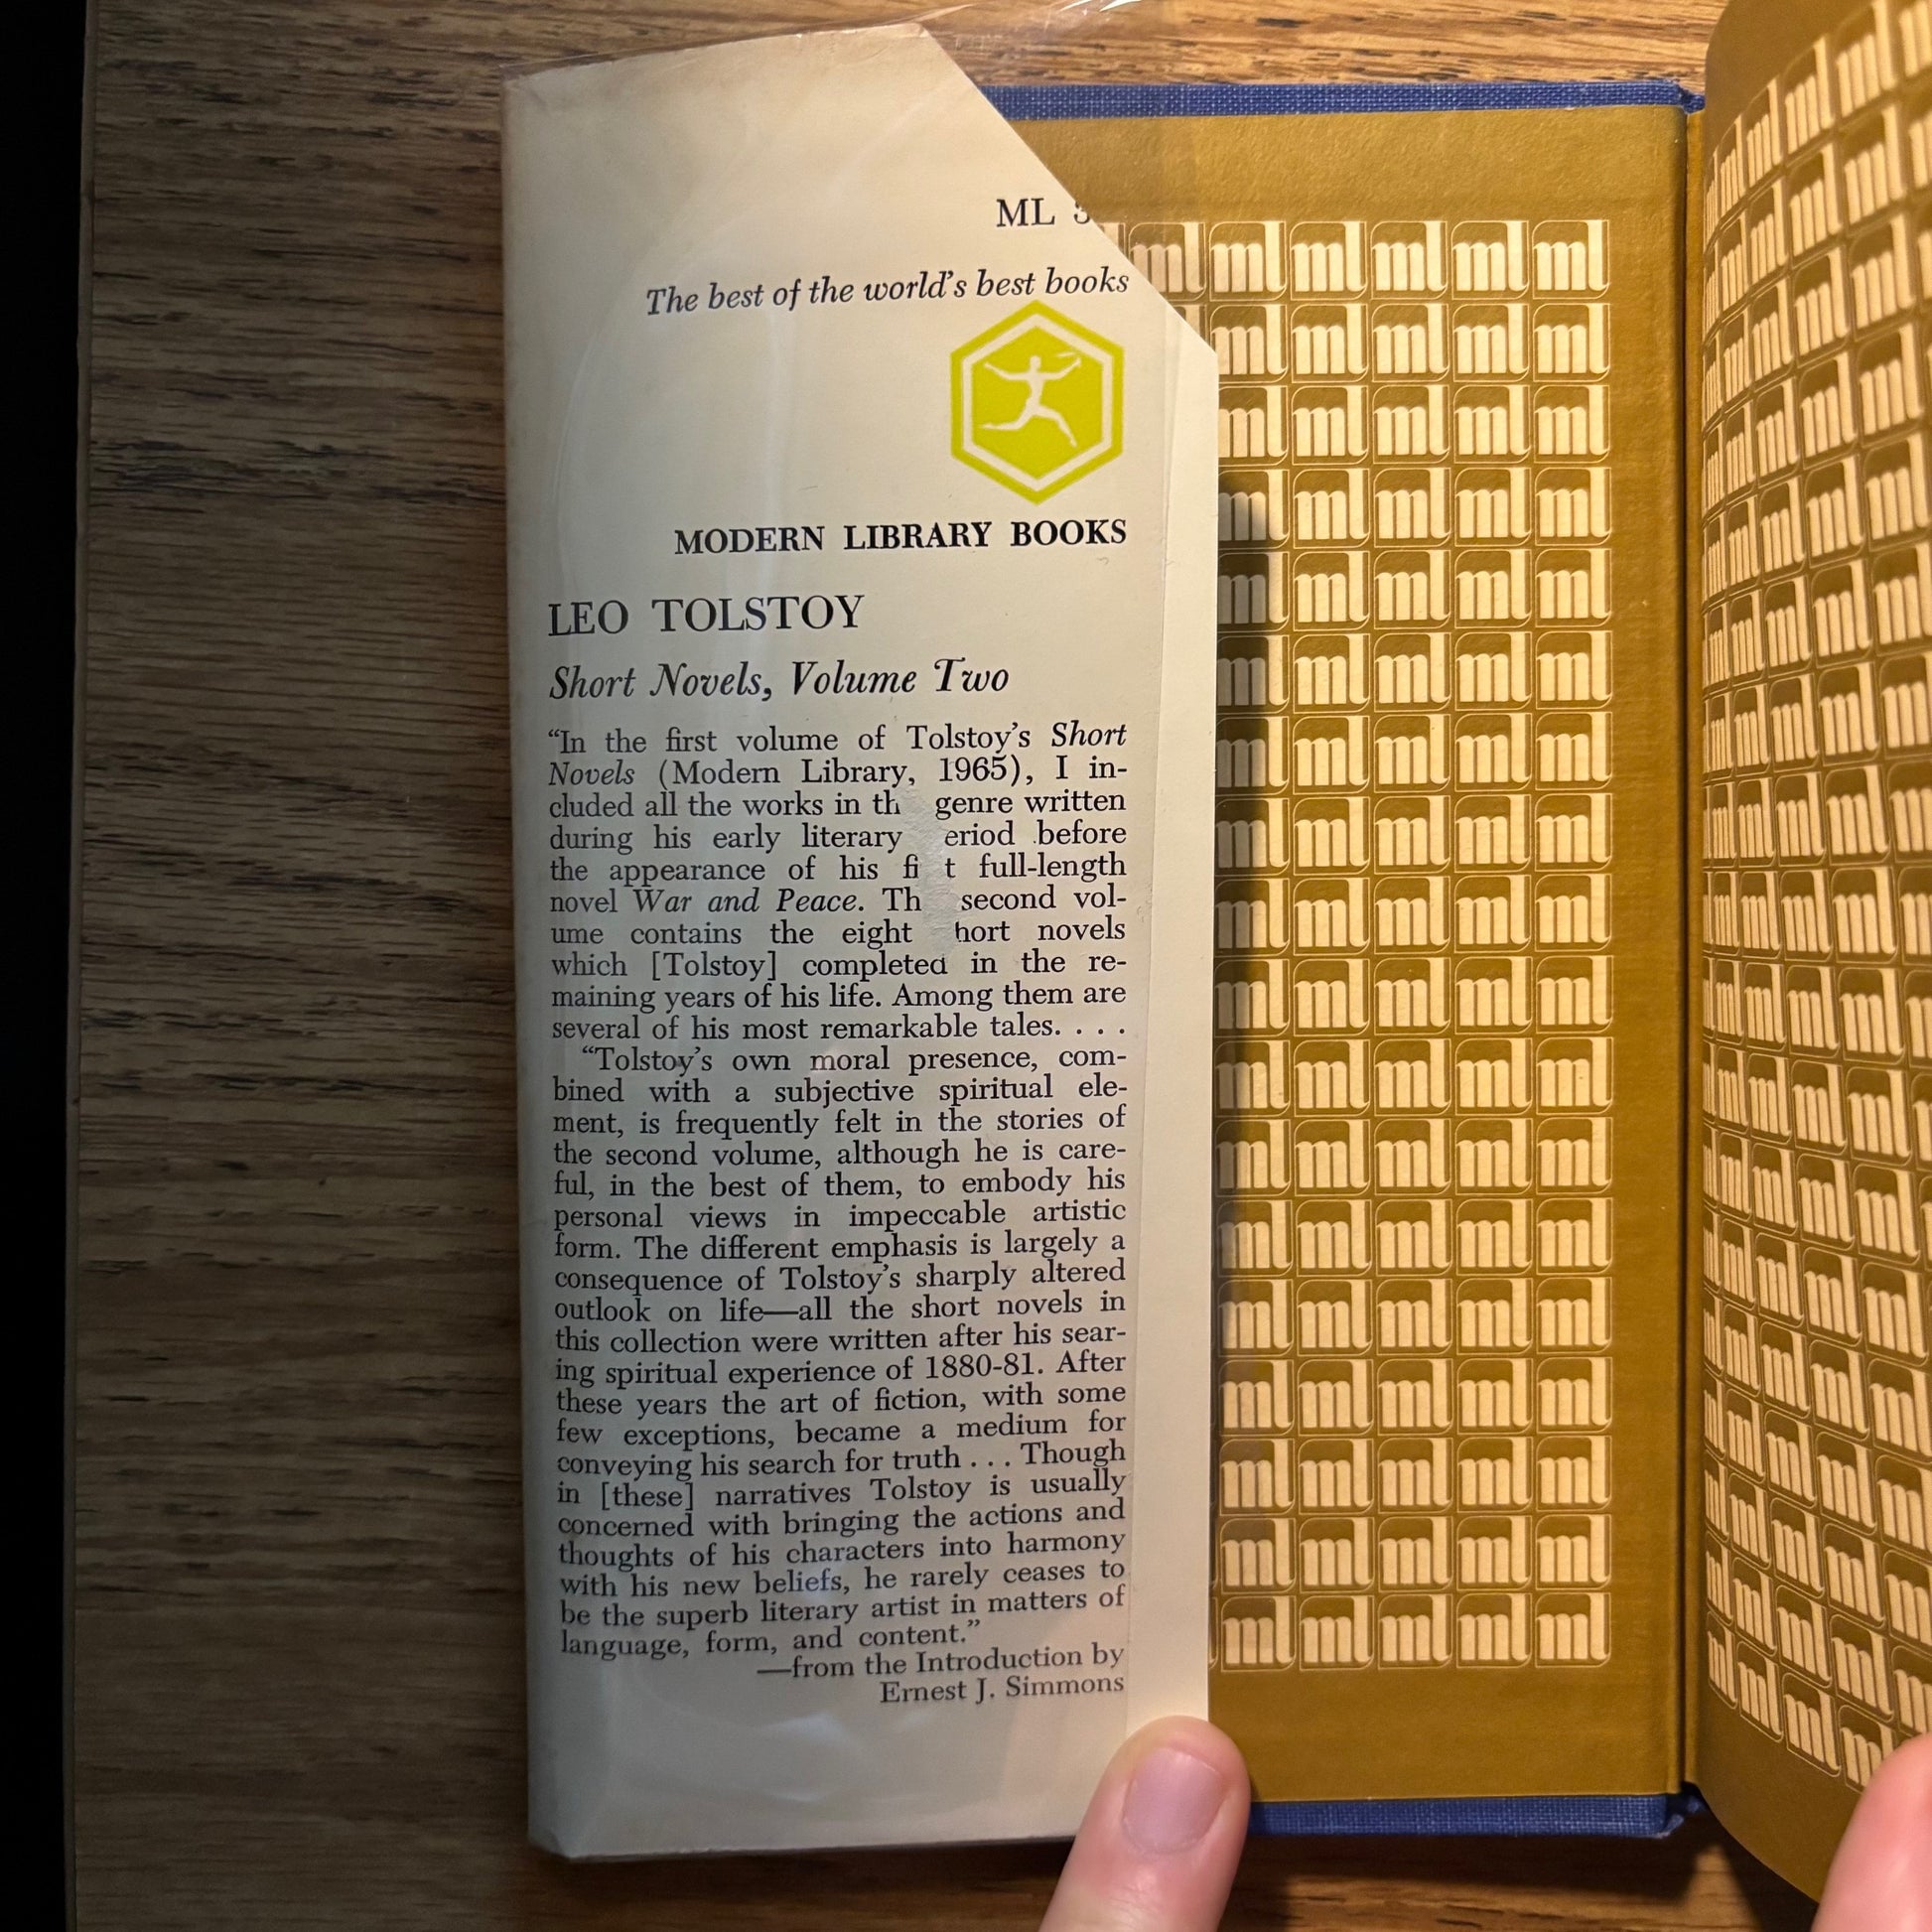 ML 3
The best of the world's best books
MODERN LIBRARY BOOKS
LEO TOLSTOY
Short Novels, Volume Two
“In the first volume of Tolstoy's Short
Novels (Modern Library, 1965), I in-
cluded all the works in th genre written
during his early literary eriod before
the appearance of his fi t full-length
novel War and Peace. Th second vol-
ume contains the eight hort novels
which [Tolstoy] completed in the re-
maining years of his life. Among them are
several of his most remarkable tales. . . .
“Tolstoy's own moral presence, com-
bined with a subjective spiritual ele-
ment, is frequently felt in the stories of
the second volume, although he is care-
ful, in the best of them, to embody his
personal views in impeccable artistic
form. The different emphasis is largely a
consequence of Tolstoy's sharply altered
outlook on life—all the short novels in
this collection were written after his sear-
ing spiritual experience of 1880-81. After
these years the art of fiction, with some
few exceptions, became a medium for
conveying his search for truth . . . Though
in [these] narratives Tolstoy is usually
concerned with bringing the actions and
thoughts of his characters into harmony
with his new beliefs, he rarely ceases to
be the superb literary artist in matters of
language, form, and content.”
—from the Introduction by
Ernest J. Simmons